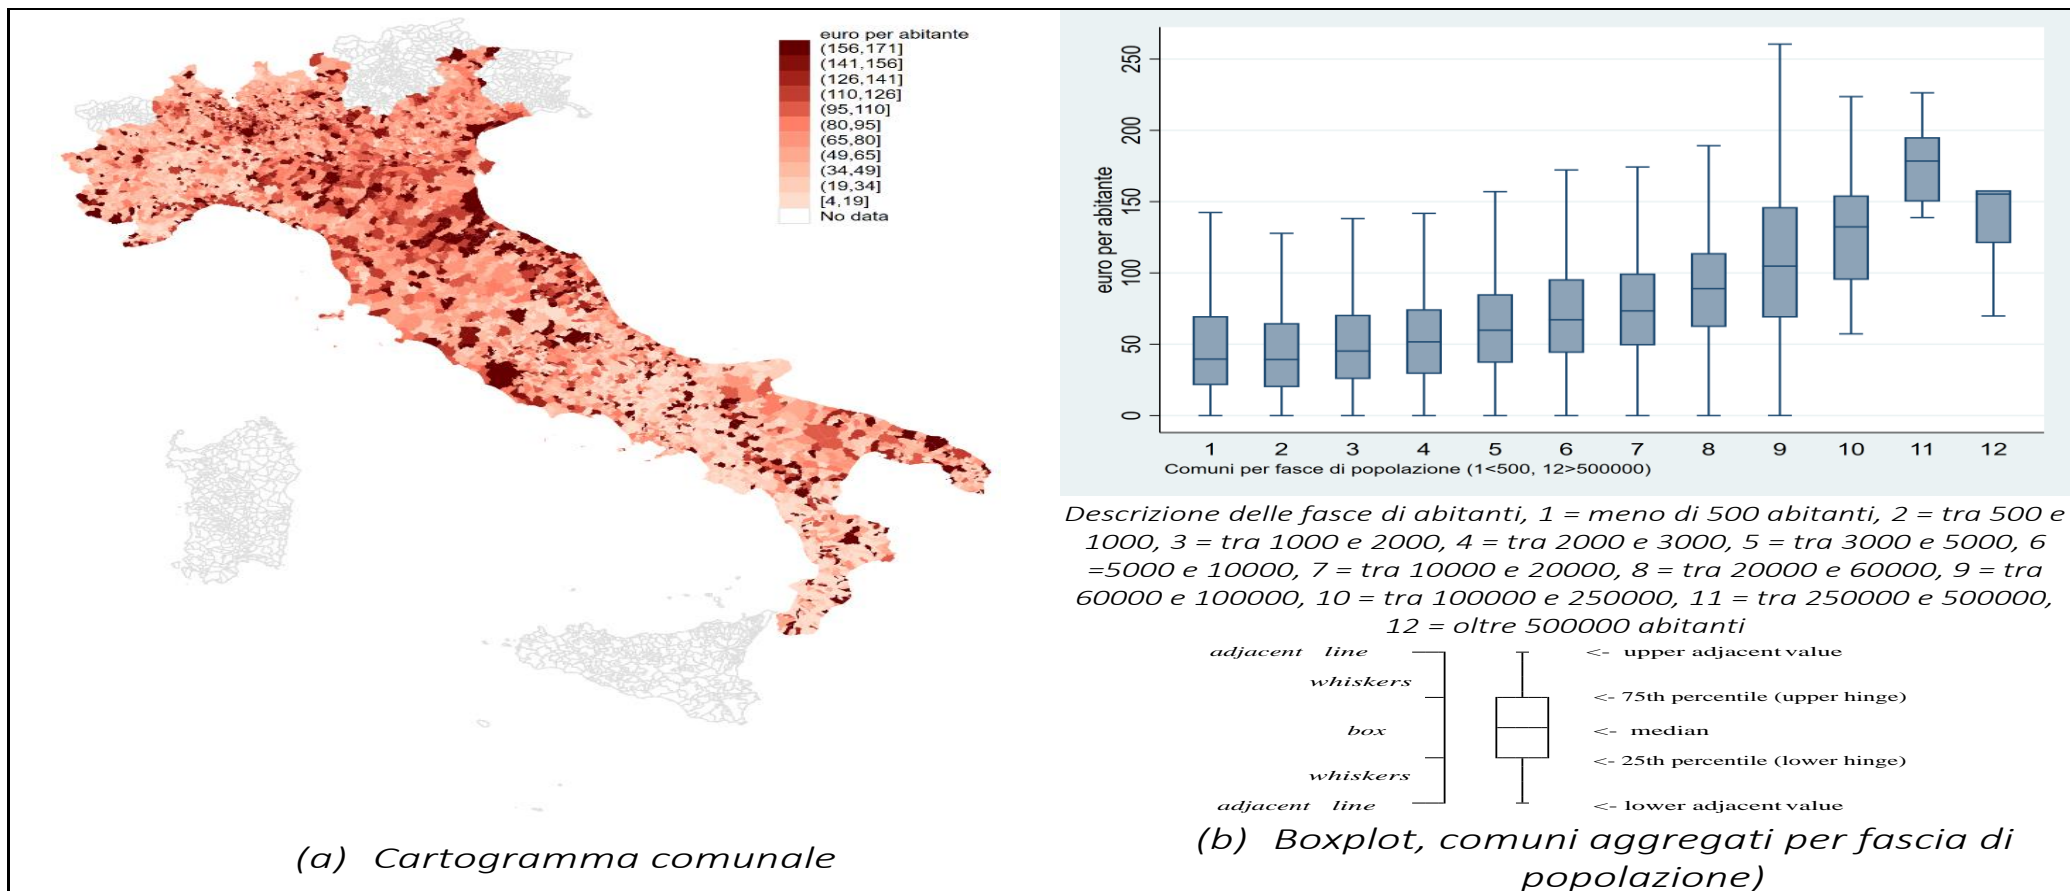 euro per abitante
(156,171]
(141,156]
(126,141]
(110,126]
(95,110]
(80,95]
(65,80]
(49,65]
(34,49]
(19,34]
[4,19]
No data
(a) Cartogramma comunale
euro per abitante
250
200
150
100
50
0
1 2 3 4 5 6 7 8 9 10 11 12
Comuni per fasce di popolazione (1<500, 12>500000)
Descrizione delle fasce di abitanti, 1 = meno di 500 abitanti, 2 = tra 500 e
1000, 3 = tra 1000 e 2000, 4 = tra 2000 e 3000, 5 = tra 3000 e 5000, 6
=5000 e 10000, 7 = tra 10000 e 20000, 8 = tra 20000 e 60000, 9 = tra
60000 e 100000, 10 = tra 100000 e 250000, 11 = tra 250000 e 500000,
12 = oltre 500000 abitanti
adjacent line <- upper adjacent value
whiskers
<- 75th percentile (upper hinge)
box <- median
<- 25th percentile (lower hinge)
whiskers
adjacent line <- lower adjacent value
(b) Boxplot, comuni aggregati per fascia di
popolazione)